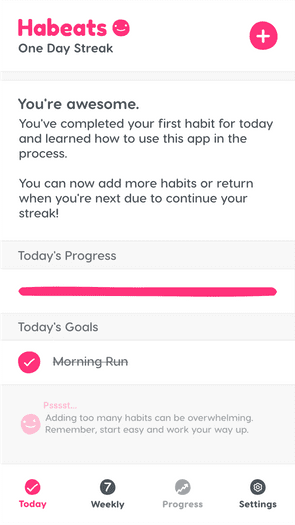 Habeats
One Day Streak
You're awesome.
You've completed your first habit for today
and learned how to use this app in the
process.
You can now add more habits or return
when you're next due to continue your
streak!
Today's Progress
Today's Goals
Morning Run
Psssst...
Adding too many habits can be overwhelming.
Remember, start easy and work your way up.
7
Today
Weekly
Progress
Settings